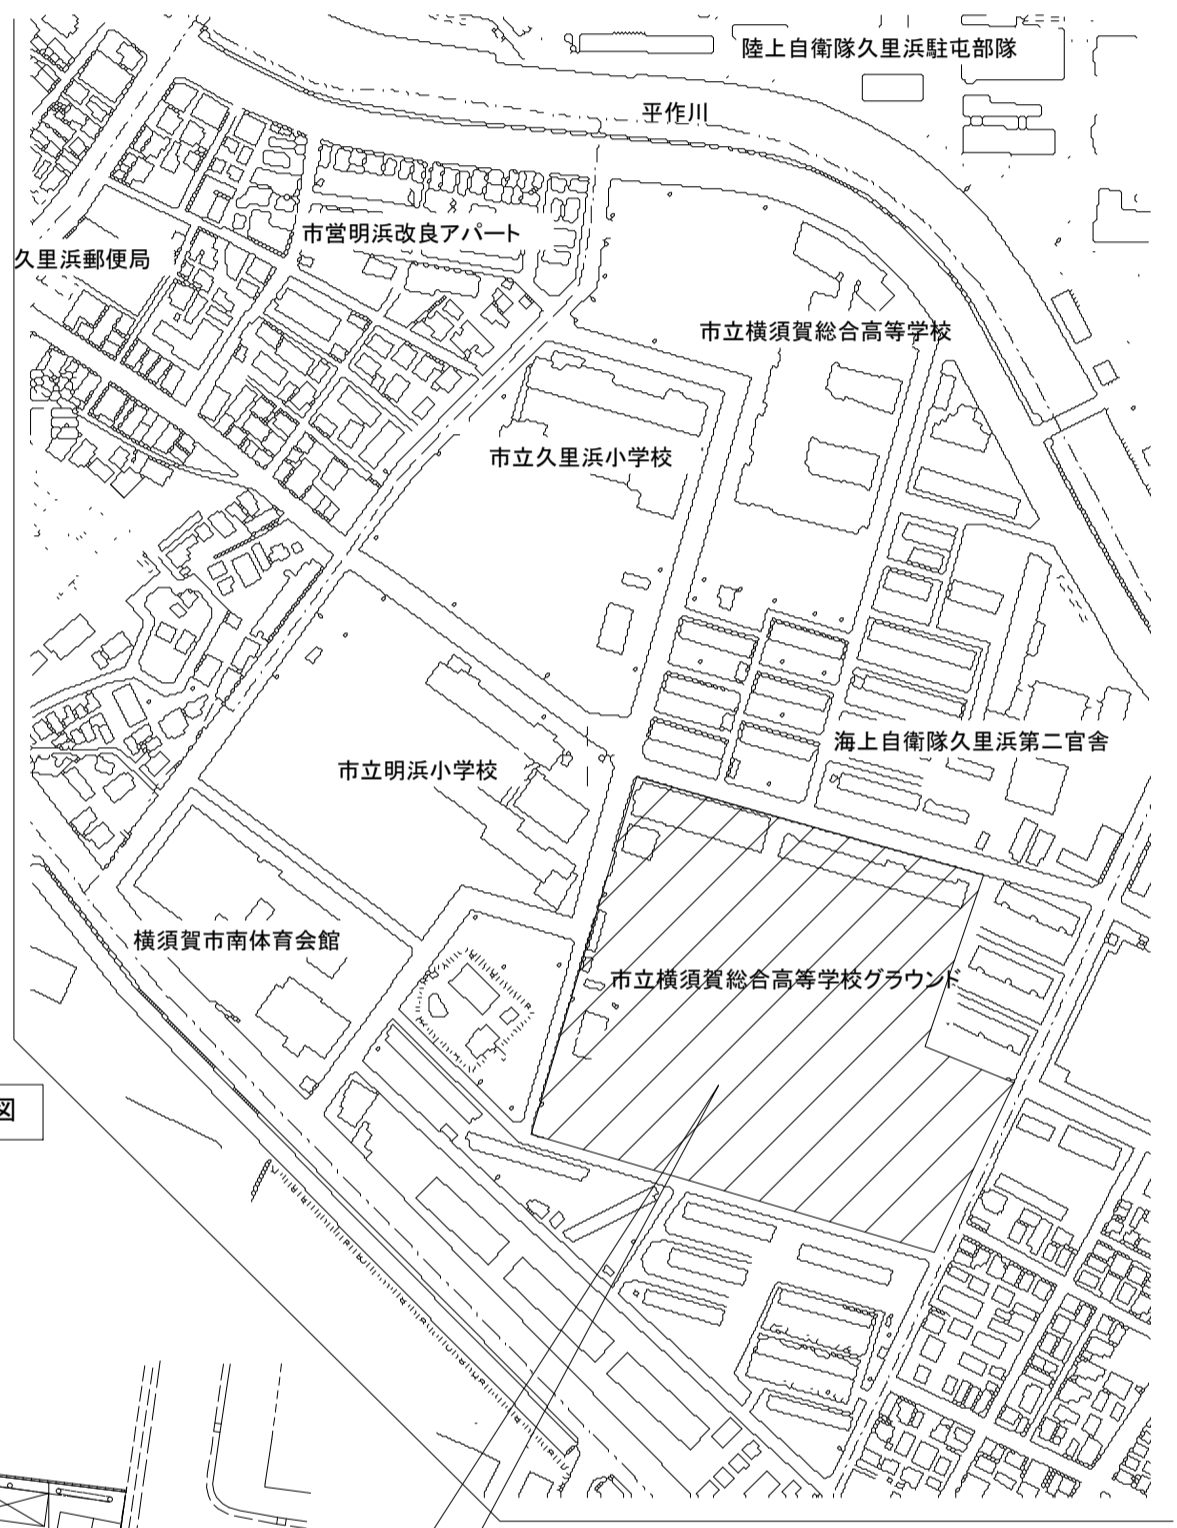 陸上自衛隊久里浜駐屯部隊
平作川
市営明浜改良アパート
久里浜郵便局
市立横須賀総合高等学校
市立久里浜小学校
海上自衛隊久里浜第二官舎
市立明浜小学校
横須賀市南体育会館
市立横須賀総合高等学校グラウンド
図